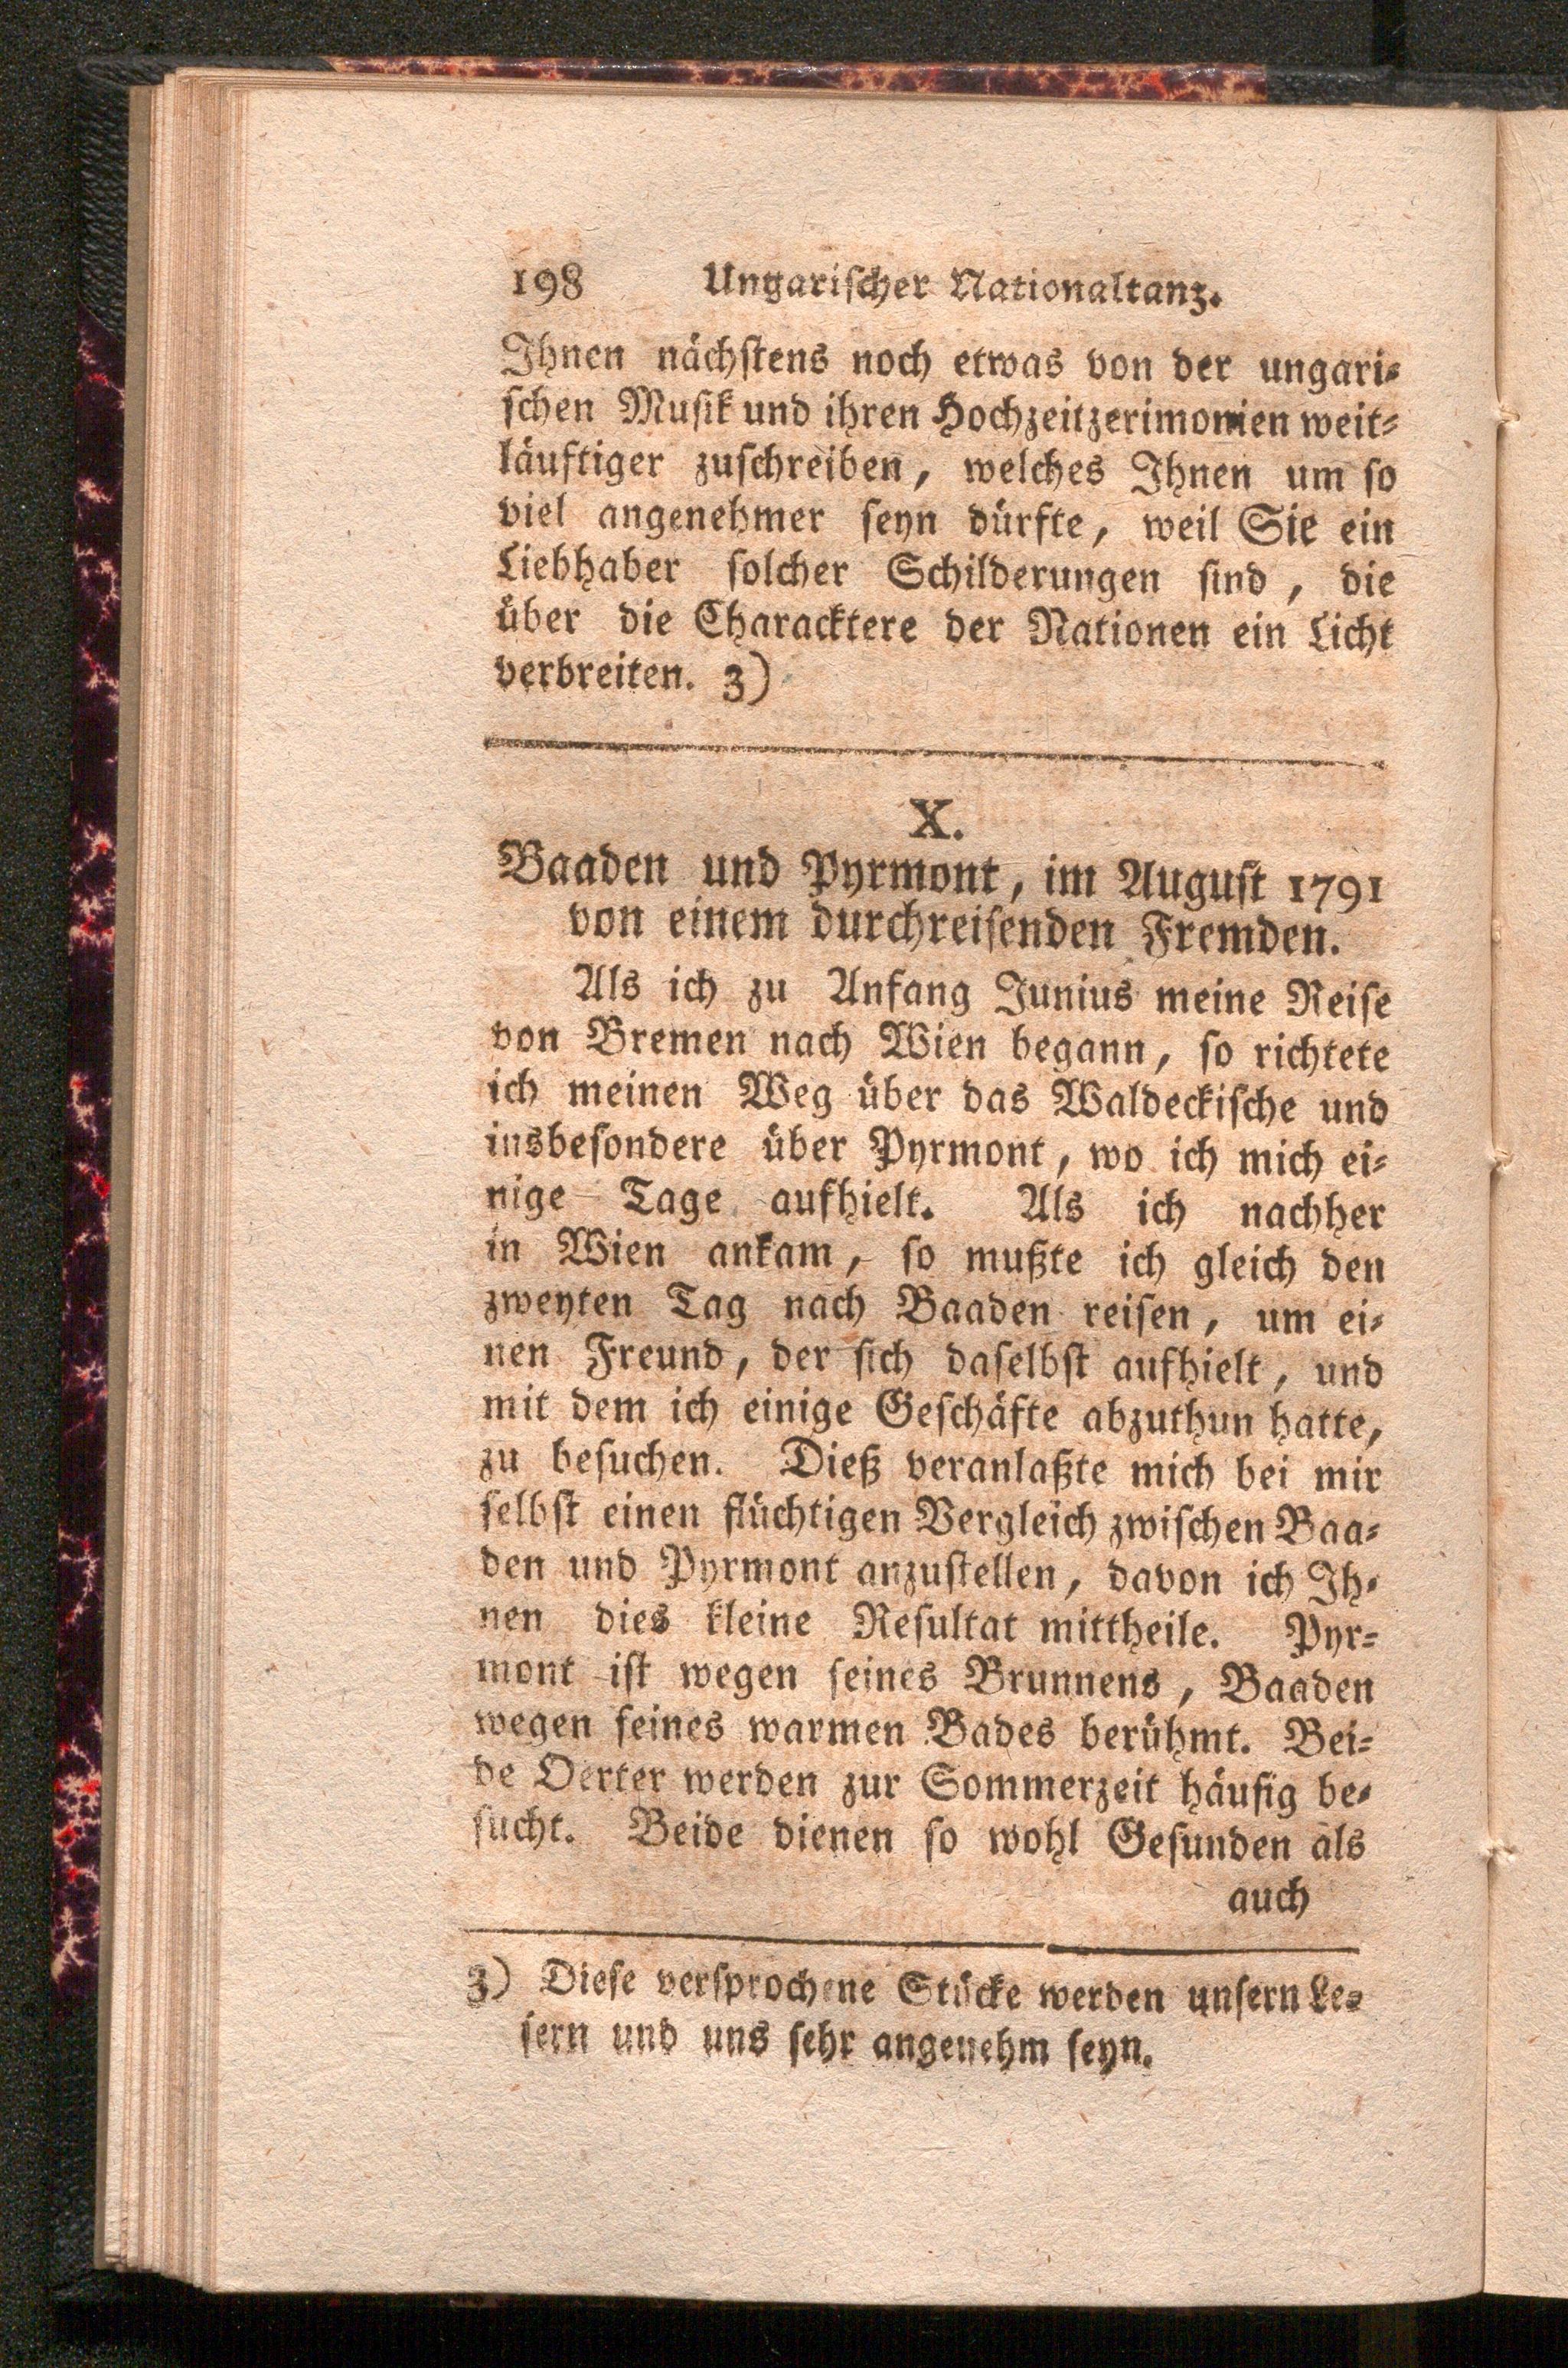 198 Ungarischer Nationaltanz.
Ihnen nächstens noch etwas von der ungari=
schen Musik und ihren Hochzeitzerimonien weit=
läuftiger zuschreiben, welches Ihnen um so
viel angenehmer seyn dürfte, weil Sie ein
Liebhaber solcher Schilderungen sind, die
über die Characktere der Nationen ein Licht
verbreiten. 3)
X.
Baaden und Pyrmont, im August 1791
von einem durchreisenden Fremden.
Als ich zu Anfang Junius meine Reise
von Bremen nach Wien begann, so richtete
ich meinen Weg über das Waldeckische und
insbesondere über Pyrmont, wo ich mich ei=
nige Tage aufhielt. Als ich nachher
in Wien ankam, so mußte ich gleich den
zweyten Tag nach Baaden reisen, um ei=
nen Freund, der sich daselbst aufhielt, und
mit dem ich einige Geschäfte abzuthun hatte,
zu besuchen. Dieß veranlaßte mich bei mir
selbst einen flüchtigen Vergleich zwischen Baa=
den und Pyrmont anzustellen, davon ich Ih=
nen dies kleine Resultat mittheile. Pyr=
mont ist wegen seines Brunnens, Baaden
wegen seines warmen Bades berühmt. Bei=
de Oerter werden zur Sommerzeit häufig be=
sucht. Beide dienen so wohl Gesunden als
auch
3) Diese versprochene Stücke werden unsern Le=
sern und uns sehr angenehm seyn.